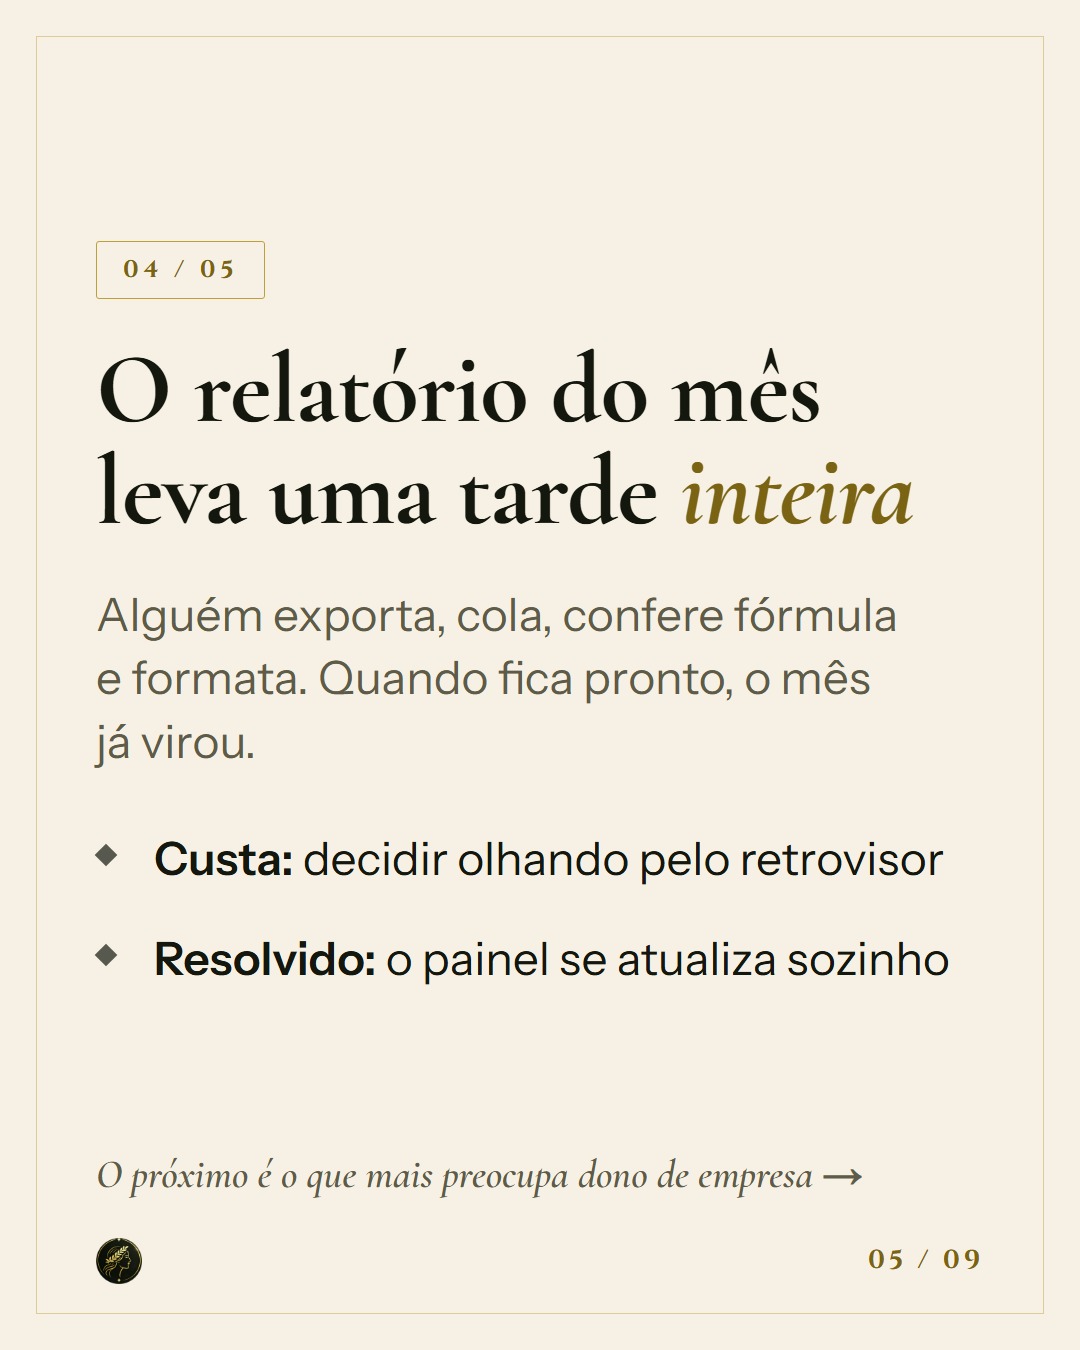 04 / 05
O relatório do mês
leva uma tarde inteira
Alguém exporta, cola, confere fórmula
e formata. Quando fica pronto, o mês
já virou.
◆ Custa: decidir olhando pelo retrovisor
◆ Resolvido: o painel se atualiza sozinho
O próximo é o que mais preocupa dono de empresa →
05 / 09